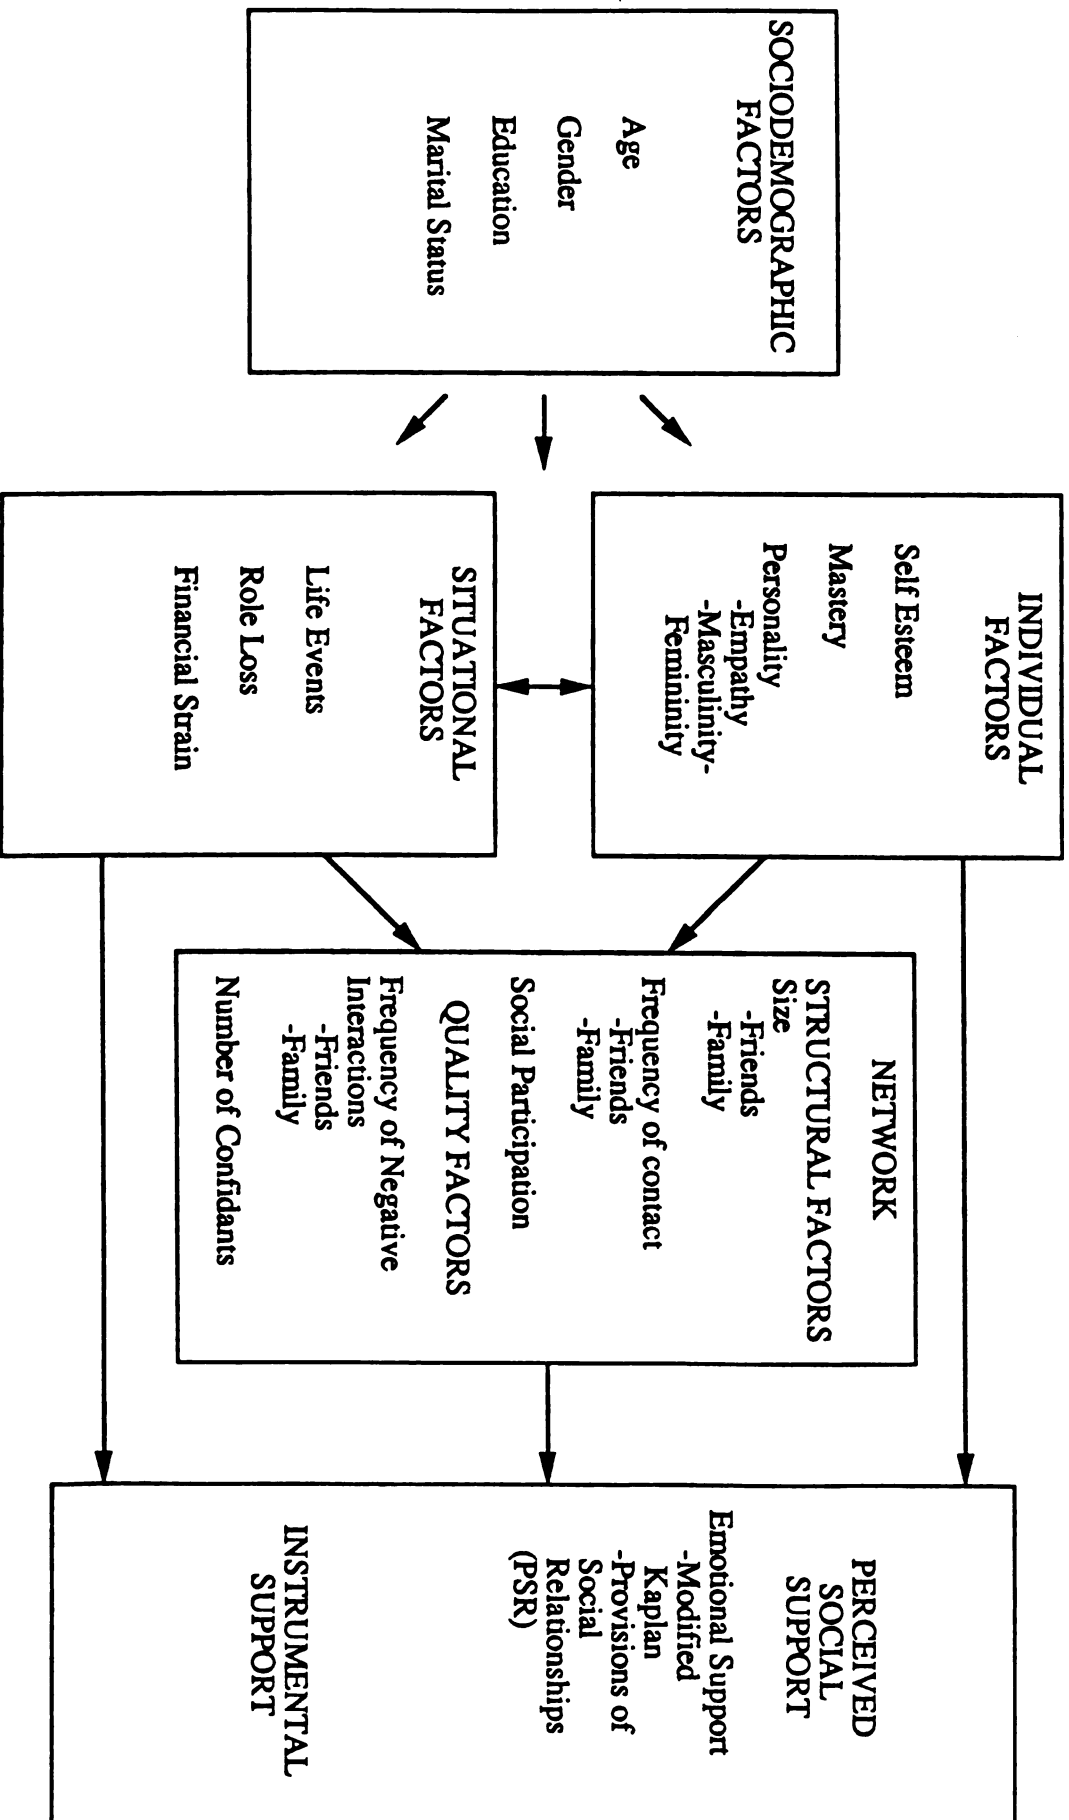 SOCIODEMOGRAPHIC
FACTORS
Age
Gender
Education
Marital Status
INDIVIDUAL
FACTORS
Self Esteem
Mastery
Personality
-Empathy
-Masculinity-
Femininity
SITUATIONAL
FACTORS
Life Events
Role Loss
Financial Strain
NETWORK
STRUCTURAL FACTORS
Size
-Friends
-Family
Frequency of contact
-Friends
-Family
Social Participation
QUALITY FACTORS
Frequency of Negative
Interactions
-Friends
-Family
Number of Confidants
PERCEIVED
SOCIAL
SUPPORT
Emotional Support
-Modified
Kaplan
-Provisions of
Social
Relationships
(PSR)
INSTRUMENTAL
SUPPORT